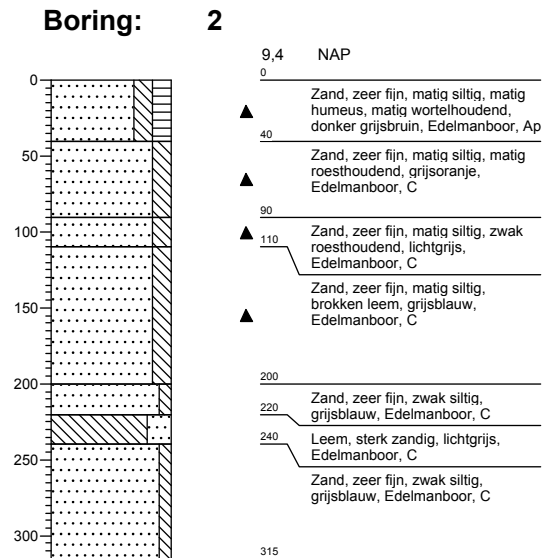 Boring: 2
9,4 NAP
0
0
Zand, zeer fijn, matig siltig, matig
humeus, matig wortelhoudend,
donker grijsbruin, Edelmanboor, Ap
40
50
Zand, zeer fijn, matig siltig, matig
roesthoudend, grijsoranje,
Edelmanboor, C
90
100
Zand, zeer fijn, matig siltig, zwak
roesthoudend, lichtgrijs,
Edelmanboor, C
110
Zand, zeer fijn, matig siltig,
brokken leem, grijsblauw,
Edelmanboor, C
150
200
200
Zand, zeer fijn, zwak siltig,
grijsblauw, Edelmanboor, C
220
Leem, sterk zandig, lichtgrijs,
Edelmanboor, C
240
250
Zand, zeer fijn, zwak siltig,
grijsblauw, Edelmanboor, C
300
315